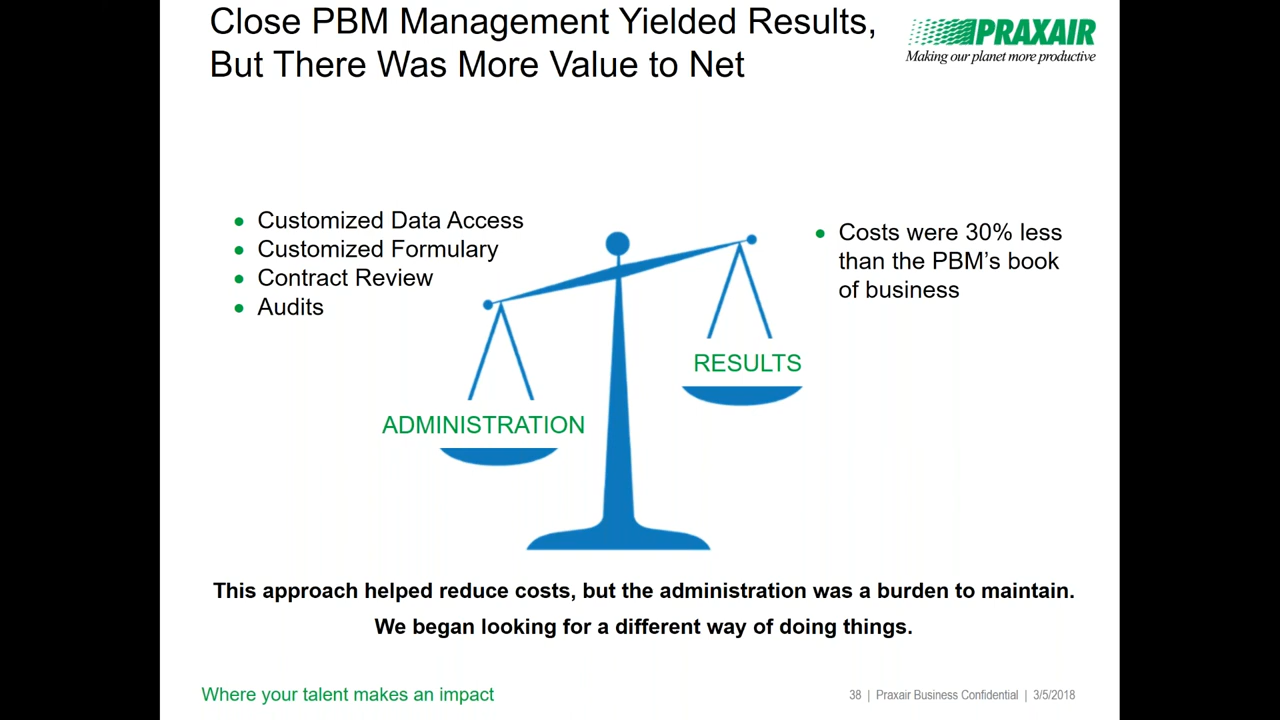 Close PBM Management Yielded Results,
But There Was More Value to Net
PRAXAIR
Making our planet more productive
● Customized Data Access
● Customized Formulary
● Contract Review
● Audits
● Costs were 30% less
than the PBM’s book
of business
RESULTS
ADMINISTRATION
This approach helped reduce costs, but the administration was a burden to maintain.
We began looking for a different way of doing things.
Where your talent makes an impact
38 | Praxair Business Confidential | 3/5/2018